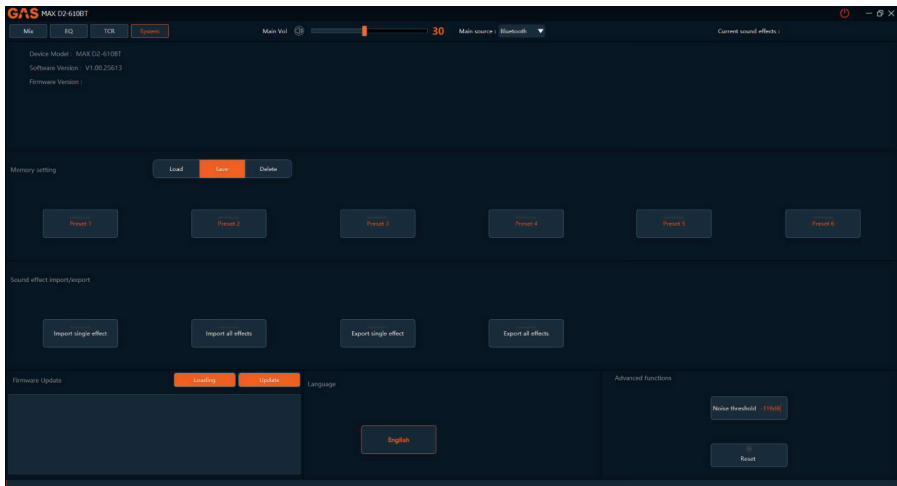 GAS MAX D2-610BT
Mix EQ TCR System Main Vol 30 Main source : Bluetooth Current sound effects :
Device Model : MAX D2-610BT
Software Version : V1.00.25613
Firmware Version :
Memory setting Load Save Delete
Preset 1 Preset 2 Preset 3 Preset 4 Preset 5 Preset 6
Sound effect import/export
Import single effect Import all effects Export single effect Export all effects
Firmware Update Loading Update Language Advanced functions
Noise threshold
English
Reset